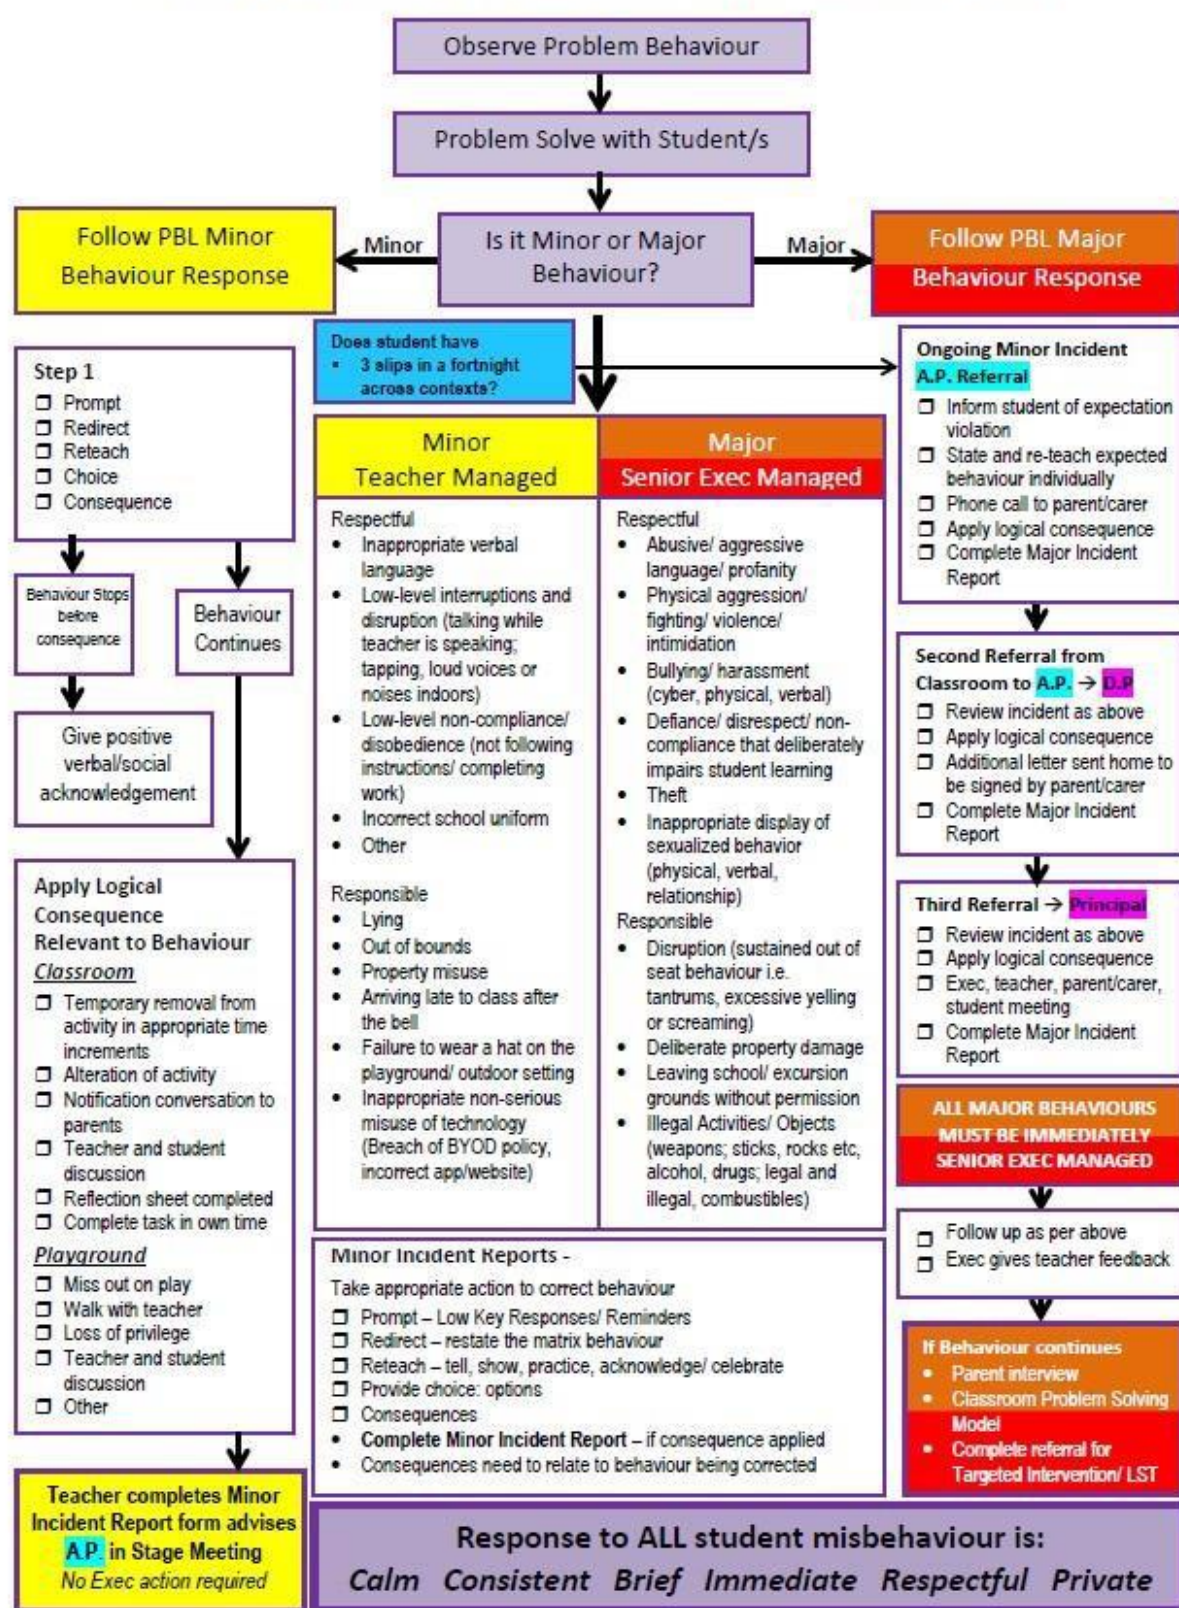 Observe Problem Behaviour
Problem Solve with Student/s
Follow PBL Minor
Behaviour Response
Minor
Is it Minor or Major
Behaviour?
Major
Follow PBL Major
Behaviour Response
Step 1
❒ Prompt
❒ Redirect
❒ Reteach
❒ Choice
❒ Consequence
Behaviour Stops
before
consequence
Behaviour
Continues
Give positive
verbal/social
acknowledgement
Apply Logical
Consequence
Relevant to Behaviour
Classroom
❒ Temporary removal from
activity in appropriate time
increments
❒ Alteration of activity
❒ Notification conversation to
parents
❒ Teacher and student
discussion
❒ Reflection sheet completed
❒ Complete task in own time
Playground
❒ Miss out on play
❒ Walk with teacher
❒ Loss of privilege
❒ Teacher and student
discussion
❒ Other
Teacher completes Minor
Incident Report form advises
A.P. in Stage Meeting
No Exec action required
Does student have
▪ 3 slips in a fortnight
across contexts?
Minor
Teacher Managed
Respectful
• Inappropriate verbal
language
• Low-level interruptions and
disruption (talking while
teacher is speaking;
tapping, loud voices or
noises indoors)
• Low-level non-compliance/
disobedience (not following
instructions/ completing
work)
• Incorrect school uniform
• Other
Responsible
• Lying
• Out of bounds
• Property misuse
• Arriving late to class after
the bell
• Failure to wear a hat on the
playground/ outdoor setting
• Inappropriate non-serious
misuse of technology
(Breach of BYOD policy,
incorrect app/website)
Major
Senior Exec Managed
Respectful
• Abusive/ aggressive
language/ profanity
• Physical aggression/
fighting/ violence/
intimidation
• Bullying/ harassment
(cyber, physical, verbal)
• Defiance/ disrespect/ non-
compliance that deliberately
impairs student learning
• Theft
• Inappropriate display of
sexualized behavior
(physical, verbal,
relationship)
Responsible
• Disruption (sustained out of
seat behaviour i.e.
tantrums, excessive yelling
or screaming)
• Deliberate property damage
• Leaving school/ excursion
grounds without permission
• Illegal Activities/ Objects
(weapons; sticks, rocks etc,
alcohol, drugs; legal and
illegal, combustibles)
Minor Incident Reports -
Take appropriate action to correct behaviour
❒ Prompt – Low Key Responses/ Reminders
❒ Redirect – restate the matrix behaviour
❒ Reteach – tell, show, practice, acknowledge/ celebrate
❒ Provide choice: options
❒ Consequences
• Complete Minor Incident Report – if consequence applied
• Consequences need to relate to behaviour being corrected
Ongoing Minor Incident
A.P. Referral
❒ Inform student of expectation
violation
❒ State and re-teach expected
behaviour individually
❒ Phone call to parent/carer
❒ Apply logical consequence
❒ Complete Major Incident
Report
Second Referral from
Classroom to A.P. → D.P
❒ Review incident as above
❒ Apply logical consequence
❒ Additional letter sent home to
be signed by parent/carer
❒ Complete Major Incident
Report
Third Referral → Principal
❒ Review incident as above
❒ Apply logical consequence
❒ Exec, teacher, parent/carer,
student meeting
❒ Complete Major Incident
Report
ALL MAJOR BEHAVIOURS
MUST BE IMMEDIATELY
SENIOR EXEC MANAGED
❒ Follow up as per above
❒ Exec gives teacher feedback
If Behaviour continues
• Parent interview
• Classroom Problem Solving
Model
• Complete referral for
Targeted Intervention/ LST
Response to ALL student misbehaviour is:
Calm Consistent Brief Immediate Respectful Private